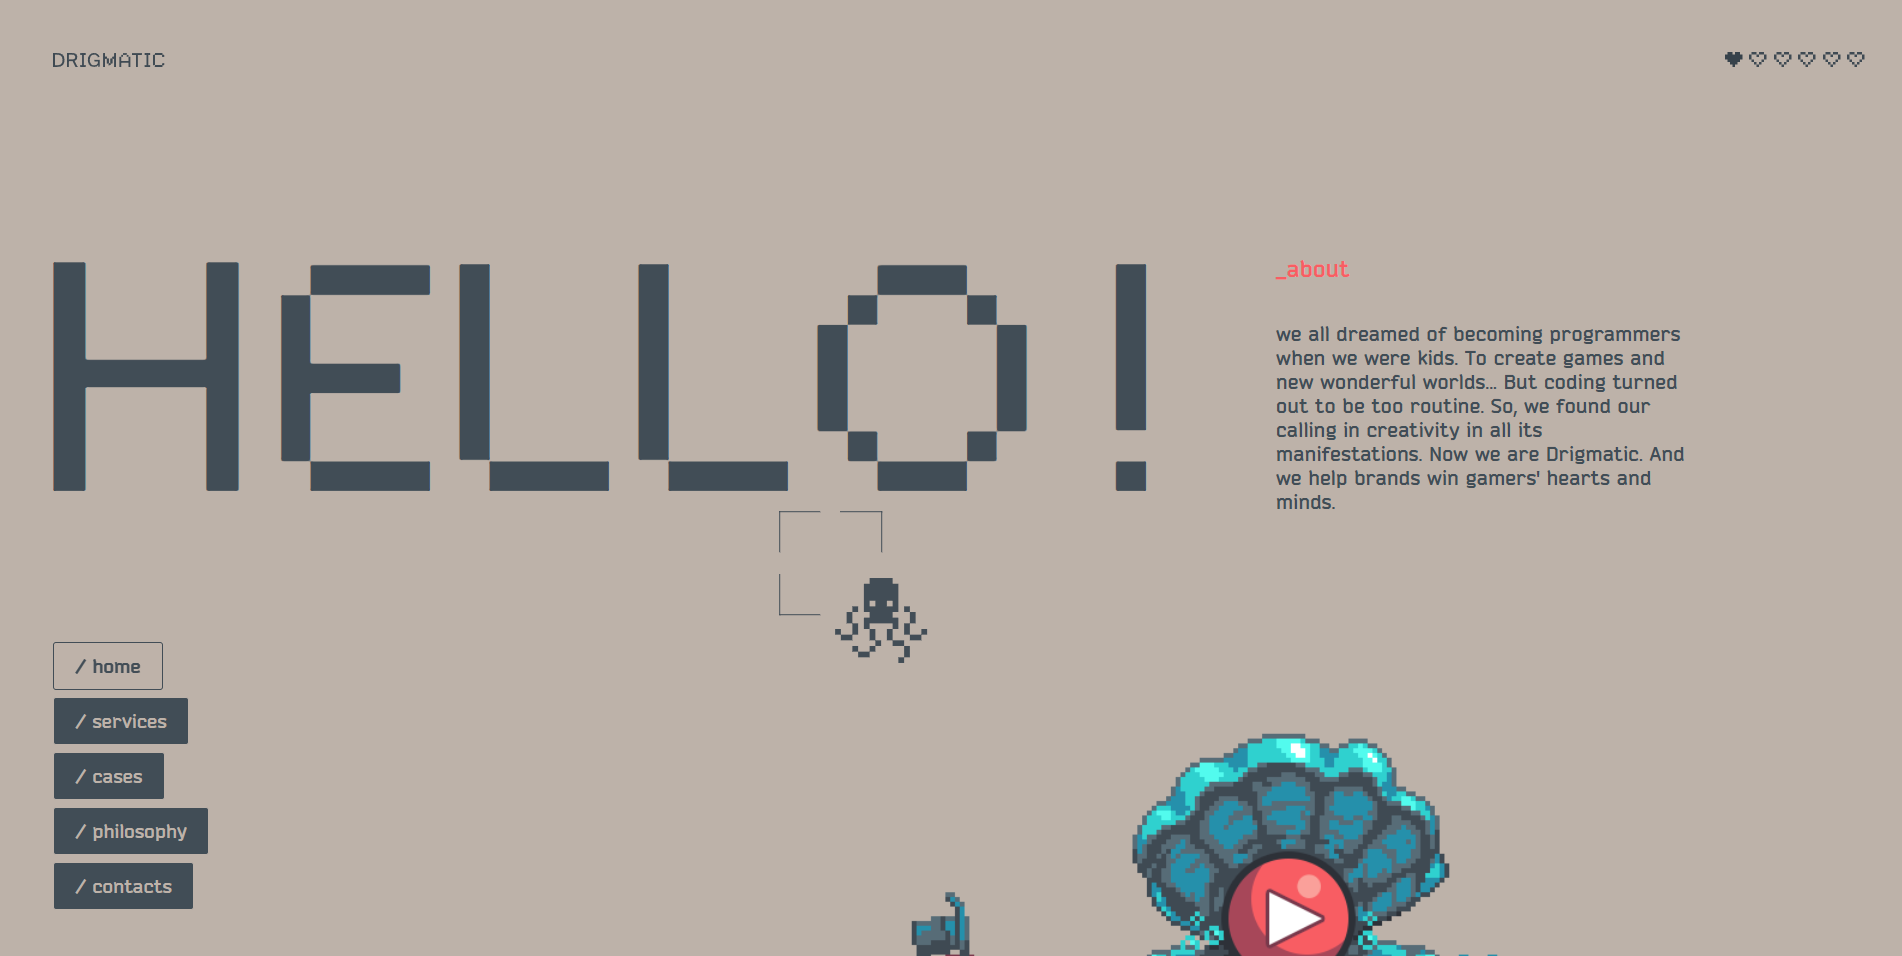 DRIGMATIC
HELLO!
_about
we all dreamed of becoming programmers
when we were kids. To create games and
new wonderful worlds... But coding turned
out to be too routine. So, we found our
calling in creativity in all its
manifestations. Now we are Drigmatic. And
we help brands win gamers' hearts and
minds.
/ home
/ services
/ cases
/ philosophy
/ contacts